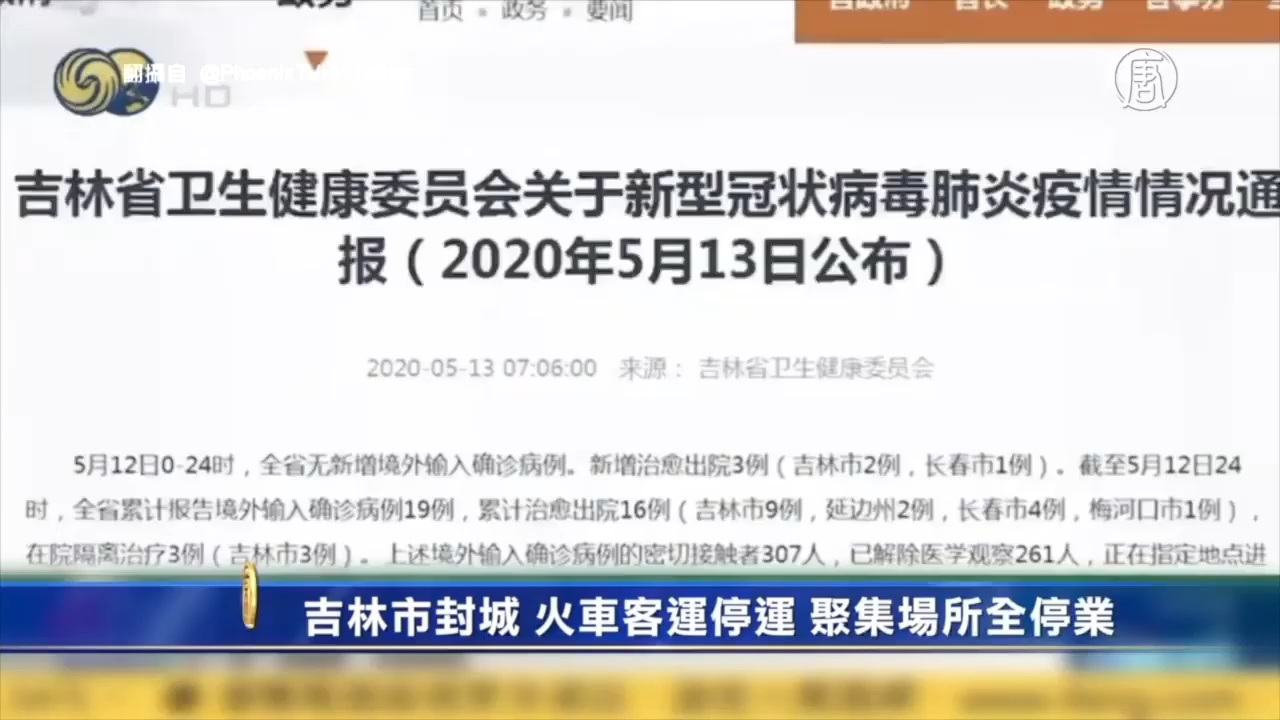 首页 政务 要闻
翻攝自 @Phoenix
HD
唐
吉林省卫生健康委员会关于新型冠状病毒肺炎疫情情况通
报（2020年5月13日公布）
2020-05-13 07:06:00 来源： 吉林省卫生健康委员会
5月12日0-24时，全省无新增境外输入确诊病例。新增治愈出院3例（吉林市2例，长春市1例）。截至5月12日24
时，全省累计报告境外输入确诊病例19例，累计治愈出院16例（吉林市9例，延边州2例，长春市4例，梅河口市1例），
在院隔离治疗3例（吉林市3例）。上述境外输入确诊病例的密切接触者307人，已解除医学观察261人，正在指定地点进
吉林市封城 火車客運停運 聚集場所全停業